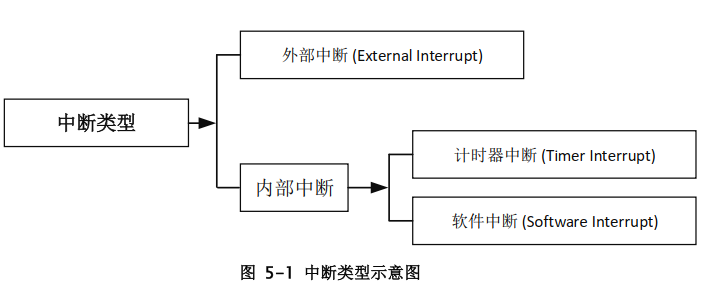 外部中断 (External Interrupt)
中断类型
计时器中断 (Timer Interrupt)
内部中断
软件中断 (Software Interrupt)
图 5-1 中断类型示意图